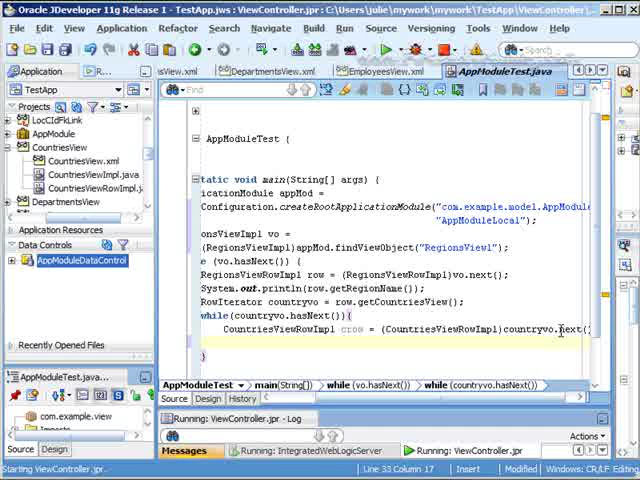 Oracle JDeveloper 11g Release 1 - TestApp.jws : ViewController.jpr : C:\Users\julie\mywork\mywork\TestApp\ViewController\
File Edit View Application Refactor Search Navigate Build Run Source Versioning Tools Window Help
Search
Application
R...
sView.xml
DepartmentsView.xml
EmployeesView.xml
AppModuleTest.java
TestApp
Find
Projects
LocCIdFkLink
AppModule
CountriesView
CountriesView.xml
CountriesViewImpl.java
CountriesViewRowImpl.ja
DepartmentsView
Application Resources
Data Controls
AppModuleDataControl
Recently Opened Files
AppModuleTest {
tatic void main(String[] args) {
icationModule appMod =
Configuration.createRootApplicationModule("com.example.model.AppModule
"AppModuleLocal");
onsViewImpl vo =
(RegionsViewImpl)appMod.findViewObject("RegionsView1");
e (vo.hasNext()) {
RegionsViewRowImpl row = (RegionsViewRowImpl)vo.next();
System.out.println(row.getRegionName());
RowIterator countryvo = row.getCountriesView();
while(countryvo.hasNext()){
CountriesViewRowImpl crow = (CountriesViewRowImpl)countryvo.next()
}
AppModuleTest main(String[]) while (vo.hasNext()) while (countryvo.hasNext())
Source Design History
AppModuleTest.java...
com.example.view
Imports
Source Design
Running: ViewController.jpr - Log
Actions
Messages
Running: IntegratedWebLogicServer
Running: ViewController.jpr
Starting ViewController.jpr
Line 33 Column 17
Insert
Modified
Windows: CR/LF